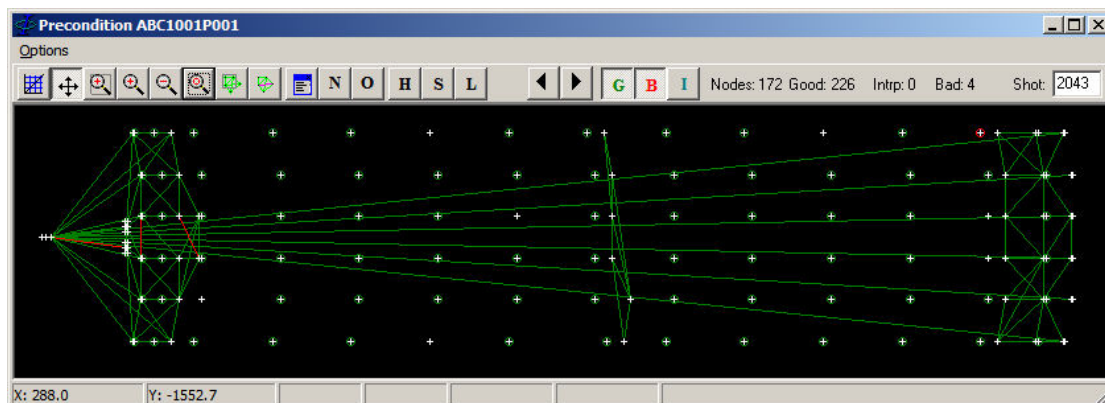 Precondition ABC1001P001
Options
N O H S L G B I Nodes: 172 Good: 226 Intrp: 0 Bad: 4 Shot: 2043
X: 288.0 Y: -1552.7